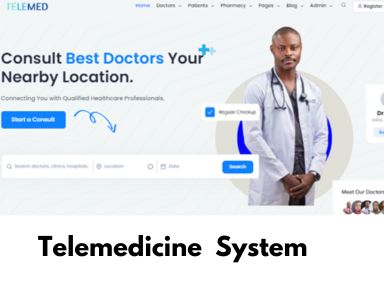 TELEMED
Home Doctors Patients Pharmacy Pages Blog Admin Register
Consult Best Doctors Your
Nearby Location.
Connecting You with Qualified Healthcare Professionals,
Start a Consult
Regular Checkup
Dr
Search doctors, clinics, hospitals, Location Date Search
Meet Our Doctors
Telemedicine System